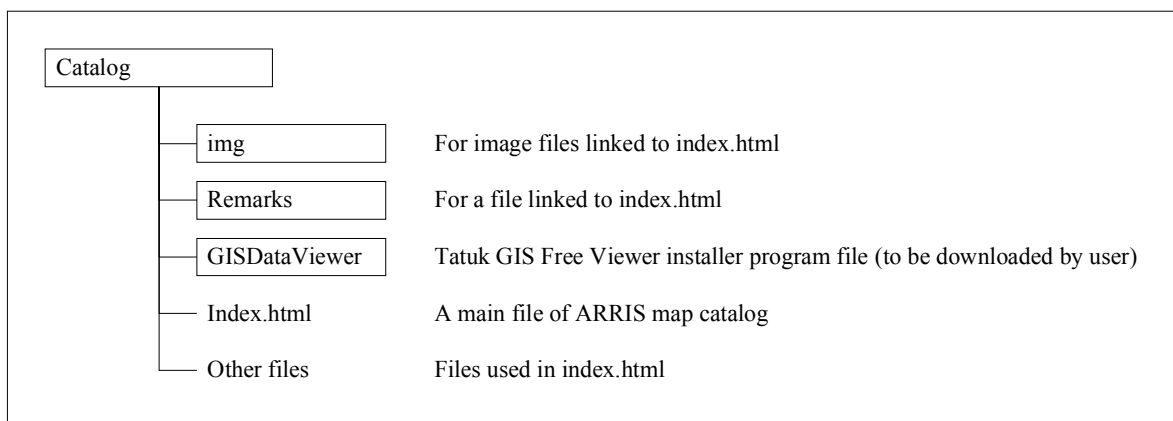 Catalog
img For image files linked to index.html
Remarks For a file linked to index.html
GISDataViewer Tatuk GIS Free Viewer installer program file (to be downloaded by user)
Index.html A main file of ARRIS map catalog
Other files Files used in index.html